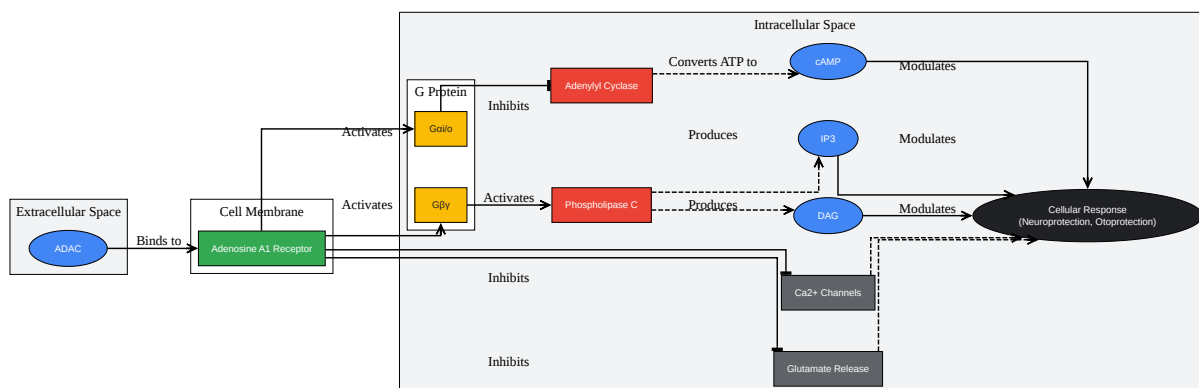 Intracellular Space
Converts ATP to
cAMP
Modulates
Adenylyl Cyclase
G Protein
Inhibits
Gαi/o
Activates
Produces
IP3
Modulates
Extracellular Space
Cell Membrane
Activates
Gβγ
Activates
Phospholipase C
Produces
DAG
Modulates
Cellular Response
(Neuroprotection, Otoprotection)
ADAC
Binds to
Adenosine A1 Receptor
Inhibits
Ca2+ Channels
Inhibits
Glutamate Release